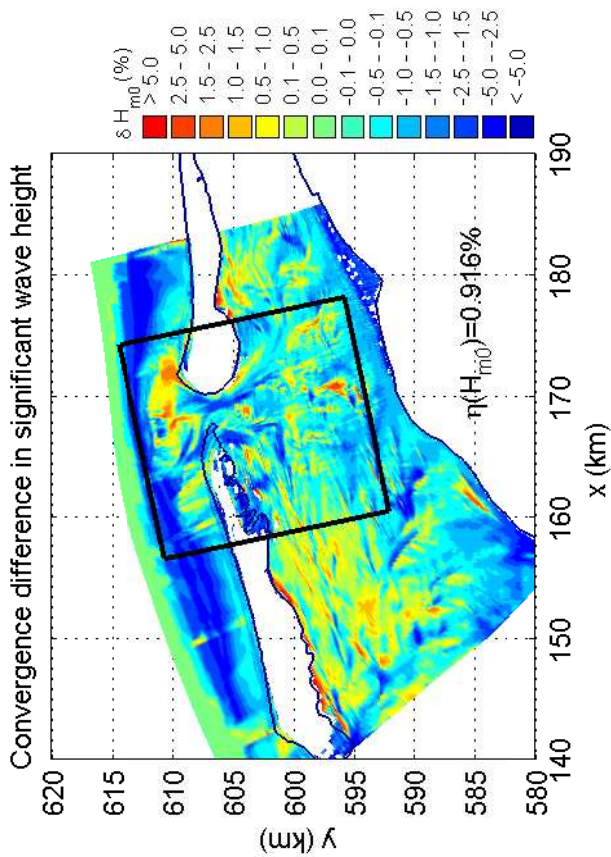 Convergence difference in significant wave height
δ Hm0 (%)
> 5.0
2.5 - 5.0
1.5 - 2.5
1.0 - 1.5
0.5 - 1.0
0.1 - 0.5
0.0 - 0.1
-0.1 - 0.0
-0.5 - -0.1
-1.0 - -0.5
-1.5 - -1.0
-2.5 - -1.5
-5.0 - -2.5
< -5.0
620
615
610
605
600
595
590
585
580
y (km)
η(Hm0)=0.916%
140
150
160
170
180
190
x (km)